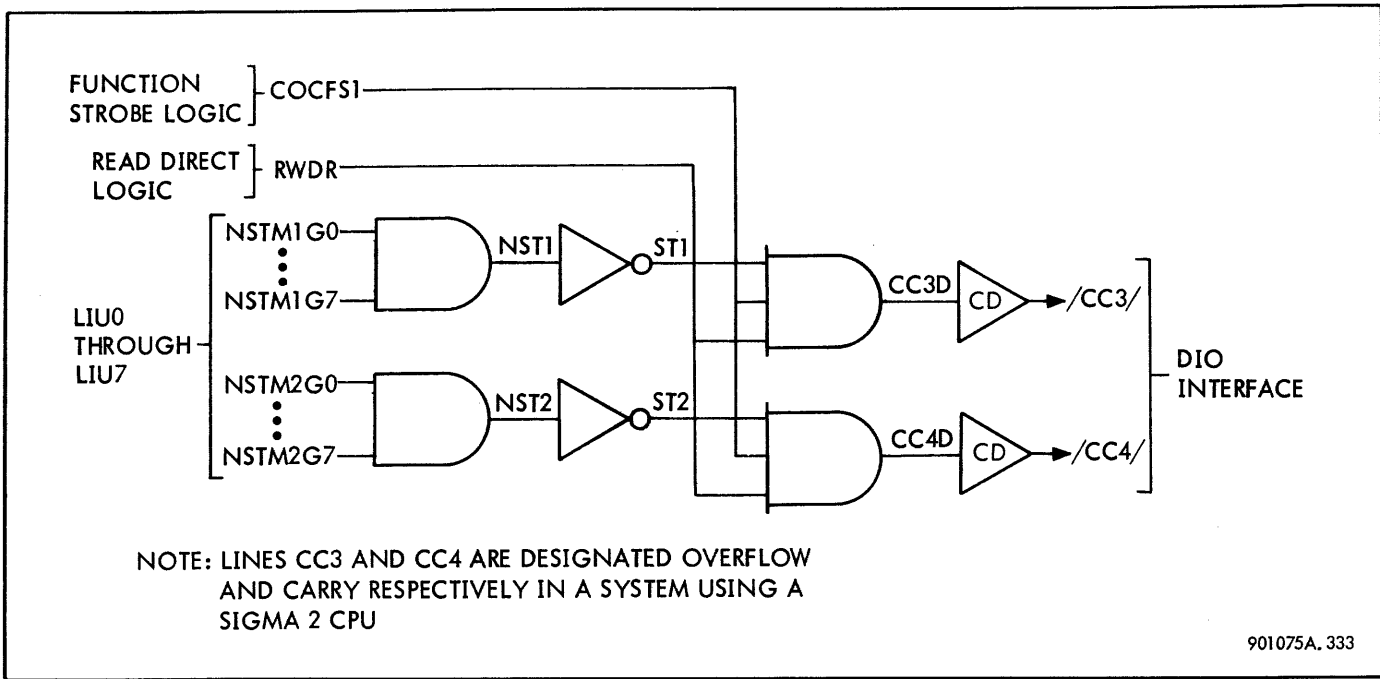 FUNCTION
STROBE LOGIC
COCFS1
READ DIRECT
LOGIC
RWDR
LIU0
THROUGH
LIU7
NSTM1G0
NSTM1G7
NST1
ST1
NSTM2G0
NSTM2G7
NST2
ST2
CC3D
CD
/CC3/
CC4D
CD
/CC4/
DIO
INTERFACE
NOTE: LINES CC3 AND CC4 ARE DESIGNATED OVERFLOW
AND CARRY RESPECTIVELY IN A SYSTEM USING A
SIGMA 2 CPU
901075A. 333